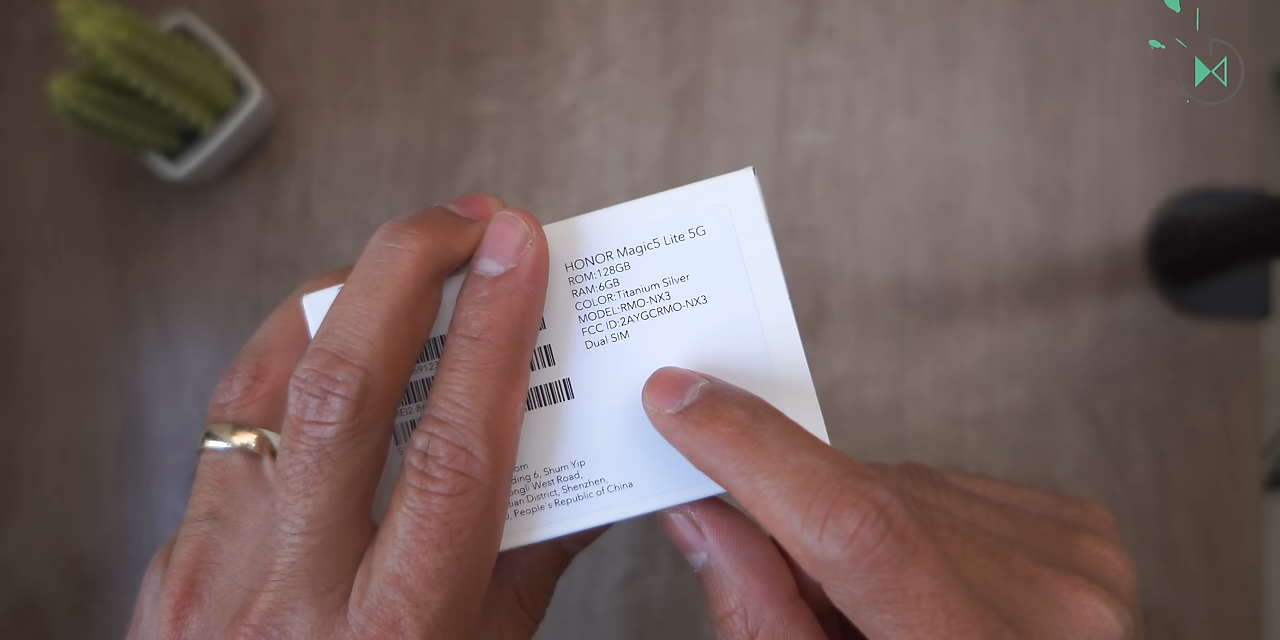 HONOR Magic5 Lite 5G
ROM:128GB
RAM:6GB
COLOR:Titanium Silver
MODEL:RMO-NX3
FCC ID:2AYGCRMO-NX3
Dual SIM
6, Shum Yip
West Road,
District, Shenzhen,
People's Republic of China